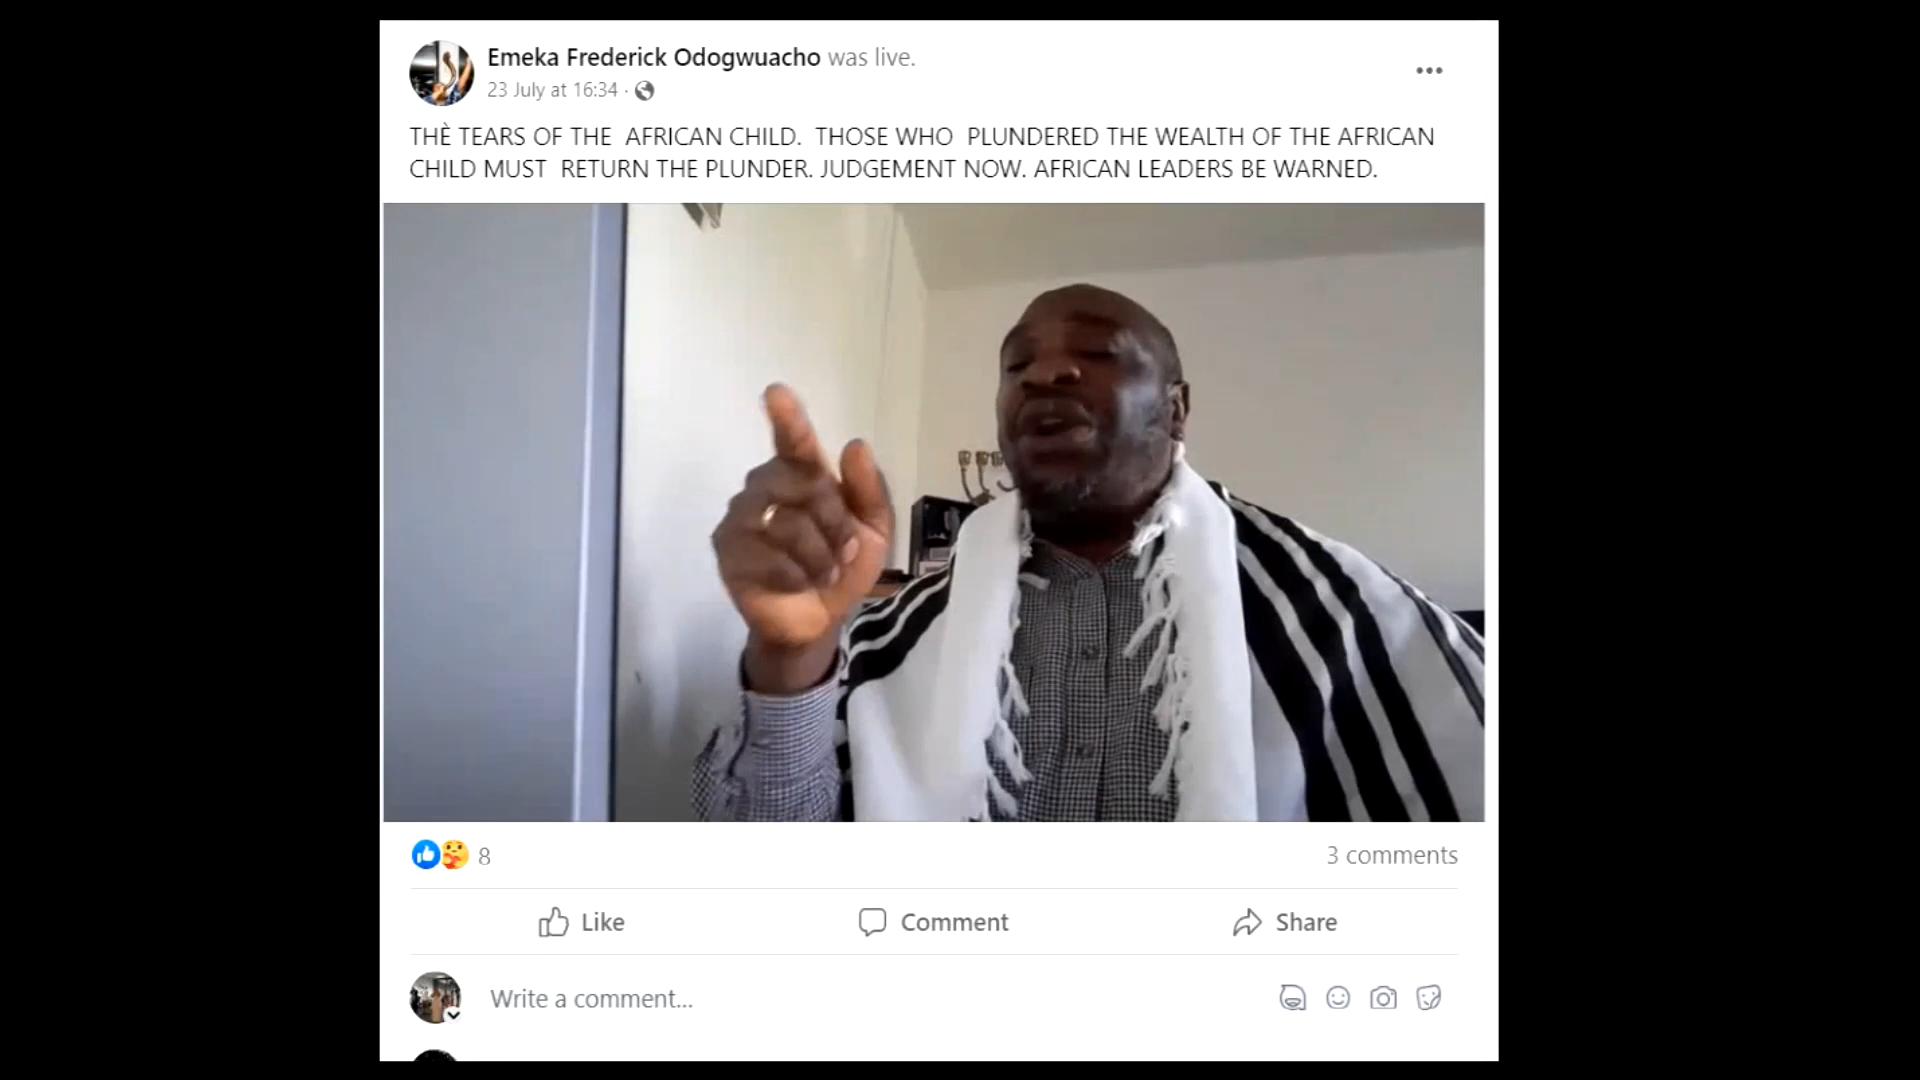 Emeka Frederick Odogwuacho was live.
23 July at 16:34 ·
THÈ TEARS OF THE AFRICAN CHILD. THOSE WHO PLUNDERED THE WEALTH OF THE AFRICAN
CHILD MUST RETURN THE PLUNDER. JUDGEMENT NOW. AFRICAN LEADERS BE WARNED.
8
3 comments
Like
Comment
Share
Write a comment...